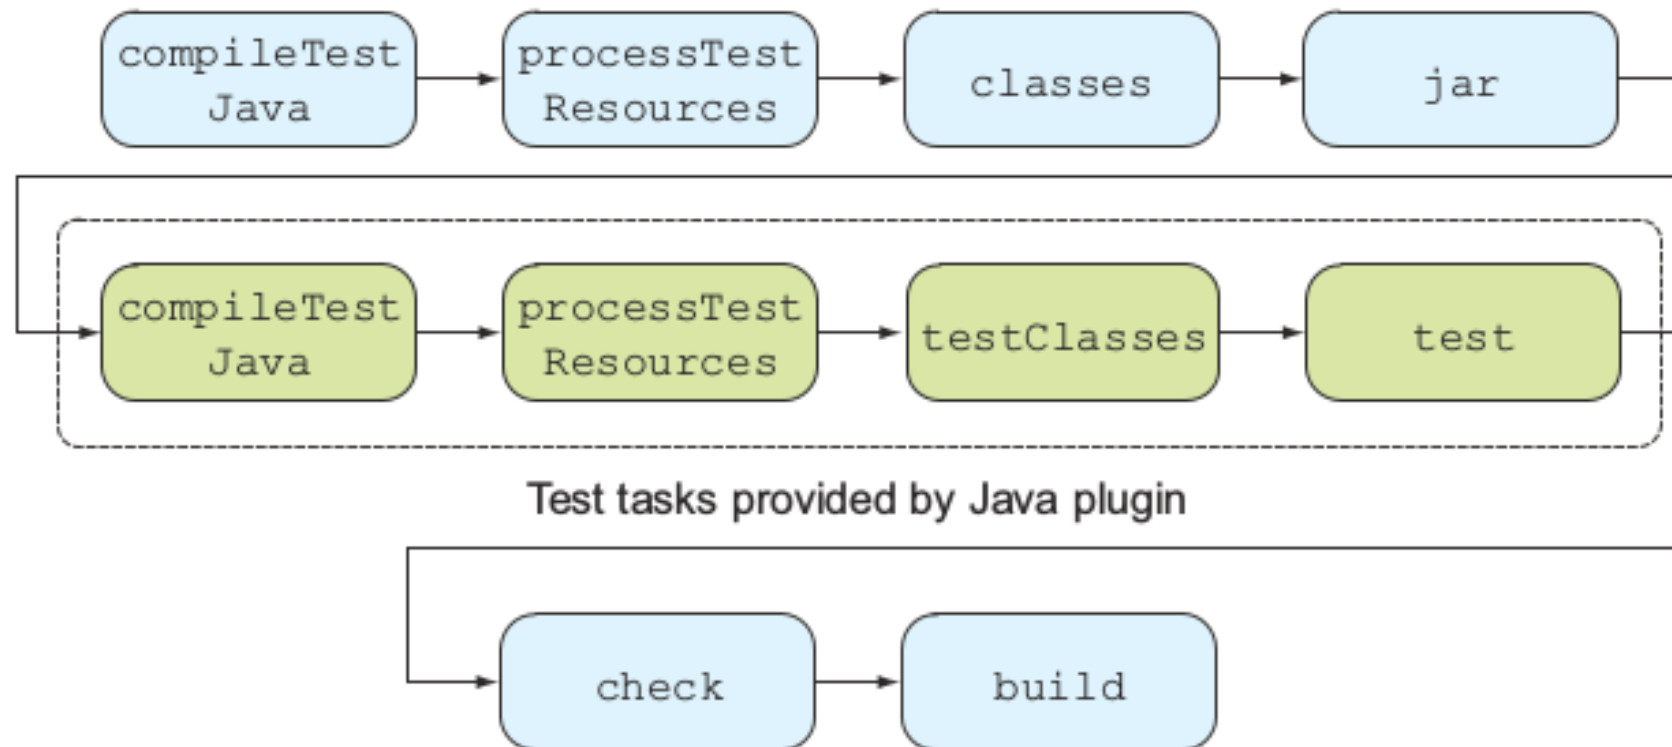 compileTest
Java
processTest
Resources
classes
jar
compileTest
Java
processTest
Resources
testClasses
test
Test tasks provided by Java plugin
check
build